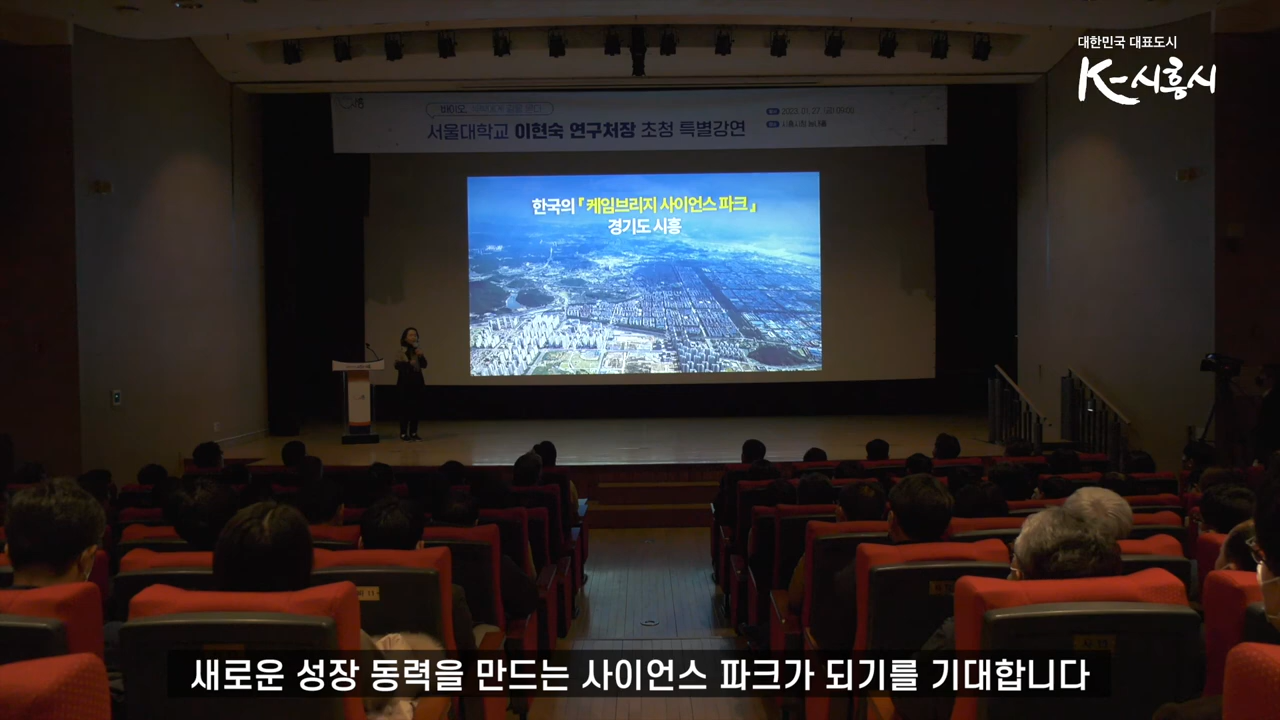 대한민국 대표도시
K-시흥시
서울대학교 이현숙 연구처장 초청 특별강연
한국의 『케임브리지 사이언스 파크』
경기도 시흥
새로운 성장 동력을 만드는 사이언스 파크가 되기를 기대합니다